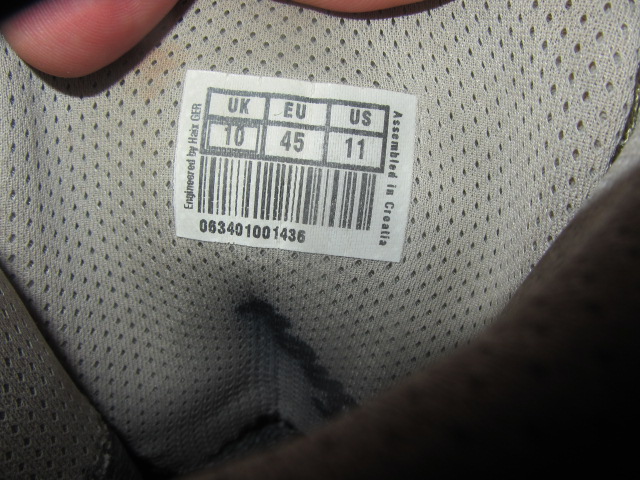 UK EU US
10 45 11
063401001436
Engineered by Haix GER
Assembled in Croatia